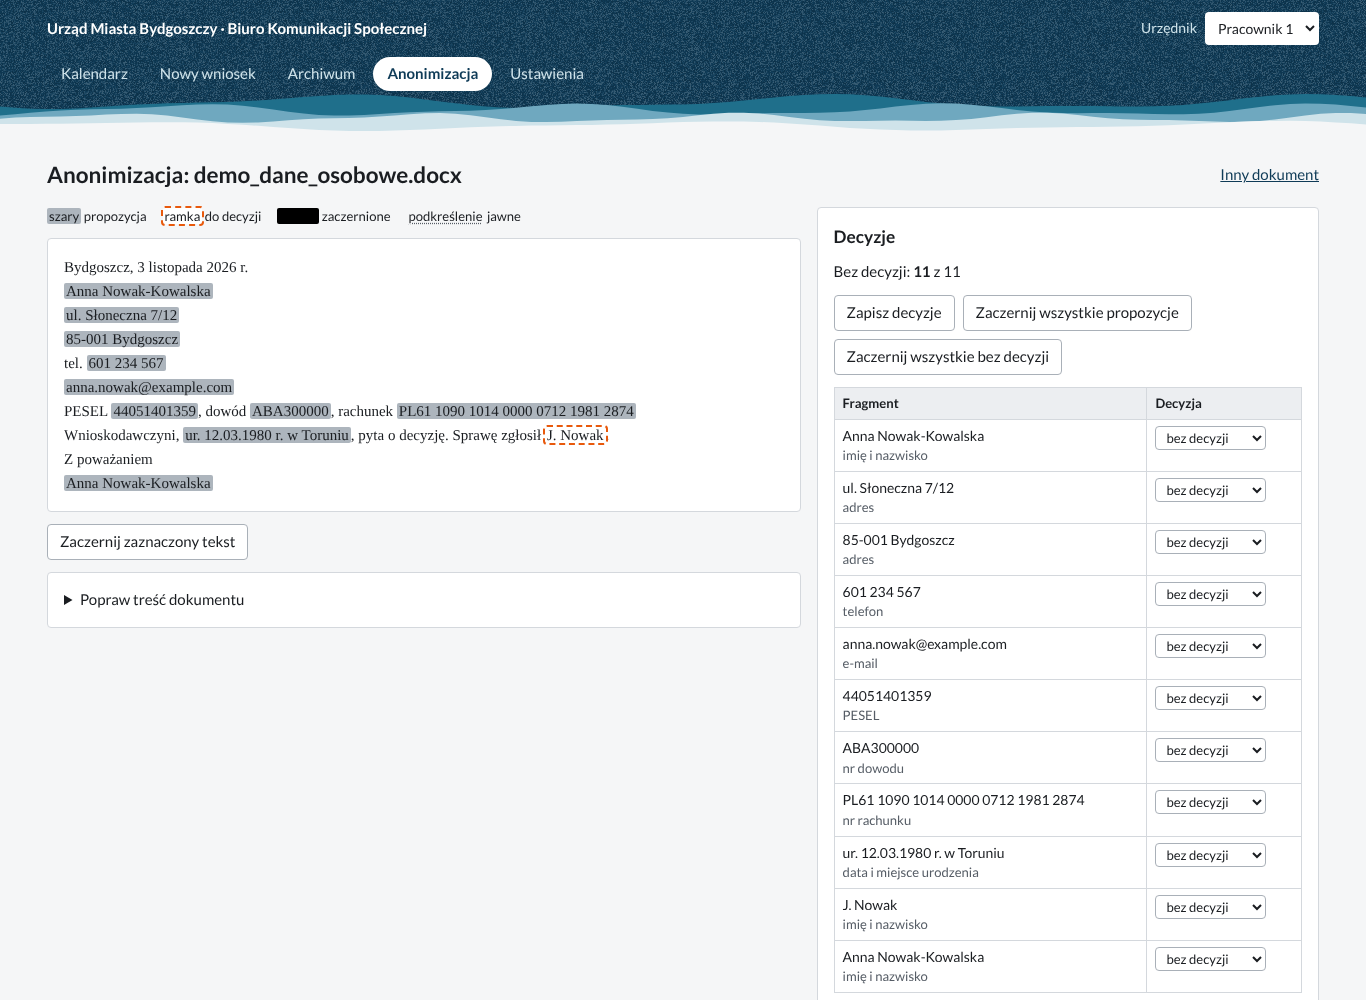 Urząd Miasta Bydgoszczy · Biuro Komunikacji Społecznej
Urzędnik
Pracownik 1
Kalendarz
Nowy wniosek
Archiwum
Anonimizacja
Ustawienia
Anonimizacja: demo_dane_osobowe.docx
Inny dokument
szary propozycja ramka do decyzji zaczernione podkreślenie jawne
Bydgoszcz, 3 listopada 2026 r.
Anna Nowak-Kowalska
ul. Słoneczna 7/12
85-001 Bydgoszcz
tel. 601 234 567
anna.nowak@example.com
PESEL 44051401359, dowód ABA300000, rachunek PL61 1090 1014 0000 0712 1981 2874
Wnioskodawczyni, ur. 12.03.1980 r. w Toruniu, pyta o decyzję. Sprawę zgłosił J. Nowak
Z poważaniem
Anna Nowak-Kowalska
Zaczernij zaznaczony tekst
Popraw treść dokumentu
Decyzje
Bez decyzji: 11 z 11
Zapisz decyzje
Zaczernij wszystkie propozycje
Zaczernij wszystkie bez decyzji
Fragment
Decyzja
Anna Nowak-Kowalska
imię i nazwisko
bez decyzji
ul. Słoneczna 7/12
adres
bez decyzji
85-001 Bydgoszcz
adres
bez decyzji
601 234 567
telefon
bez decyzji
anna.nowak@example.com
e-mail
bez decyzji
44051401359
PESEL
bez decyzji
ABA300000
nr dowodu
bez decyzji
PL61 1090 1014 0000 0712 1981 2874
nr rachunku
bez decyzji
ur. 12.03.1980 r. w Toruniu
data i miejsce urodzenia
bez decyzji
J. Nowak
imię i nazwisko
bez decyzji
Anna Nowak-Kowalska
imię i nazwisko
bez decyzji